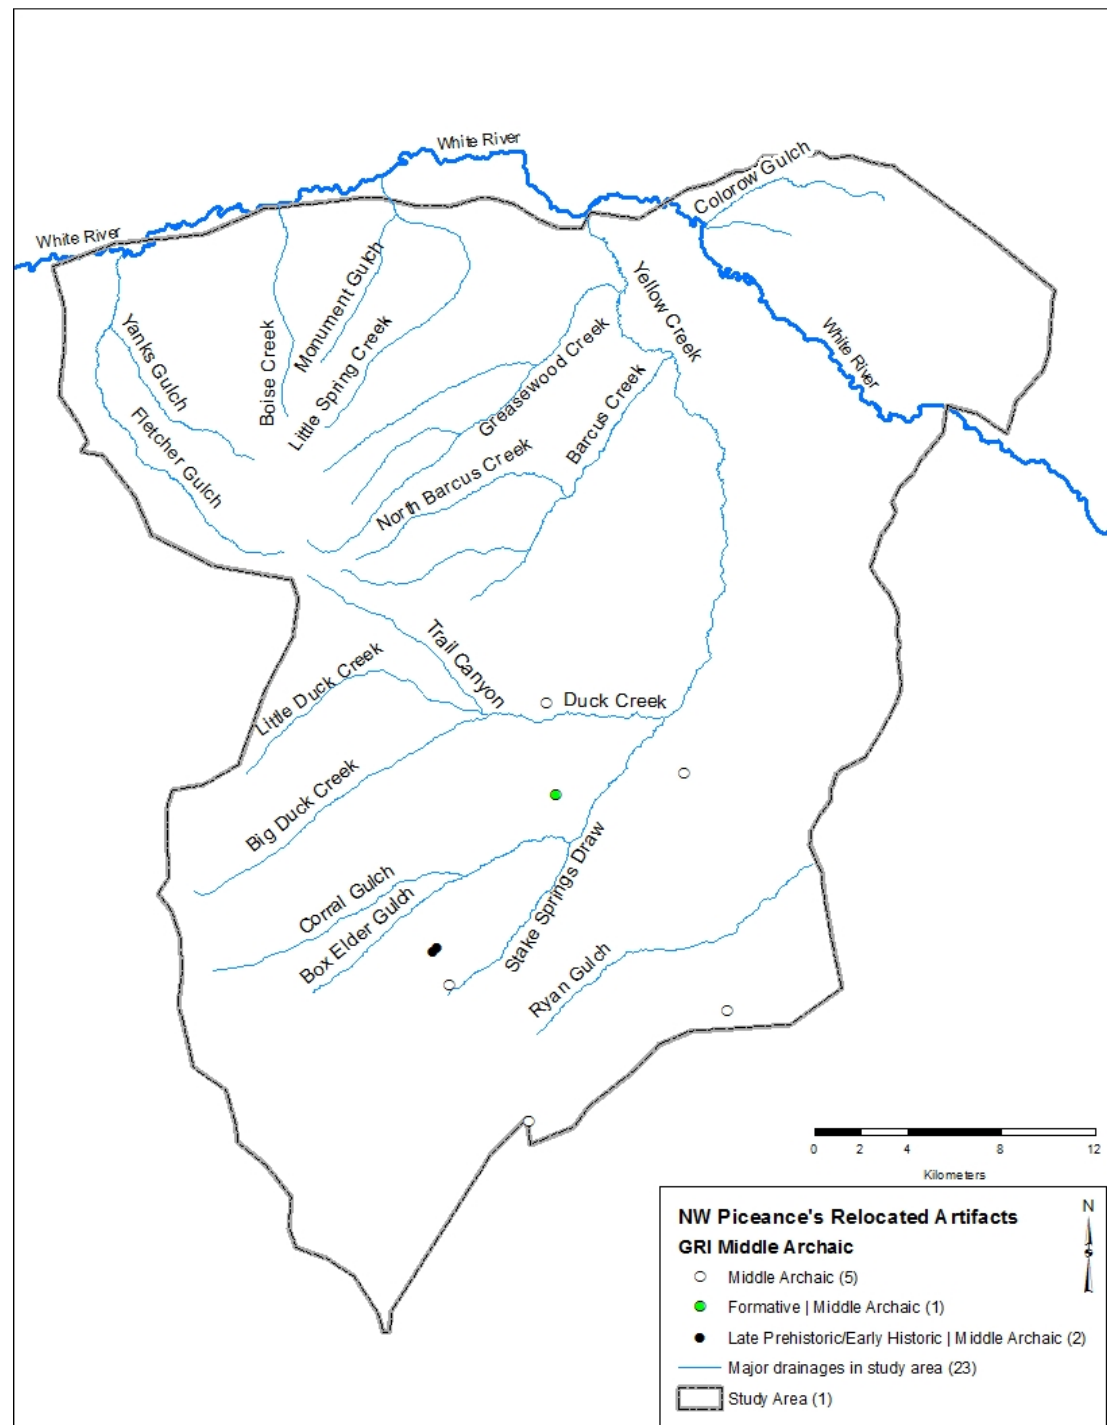 White River
Colorow Gulch
White River
Yellow Creek
Monument Gulch
Yanks Gulch
Boise Creek
Little Spring Creek
Greasewood Creek
White River
Barcus Creek
Fletcher Gulch
North Barcus Creek
Trail Canyon
Little Duck Creek
Duck Creek
Big Duck Creek
Stake Springs Draw
Corral Gulch
Box Elder Gulch
Ryan Gulch
0 2 4 8 12
Kilometers
NW Piceance's Relocated Artifacts
N
GRI Middle Archaic
Middle Archaic (5)
Formative | Middle Archaic (1)
Late Prehistoric/Early Historic | Middle Archaic (2)
Major drainages in study area (23)
Study Area (1)